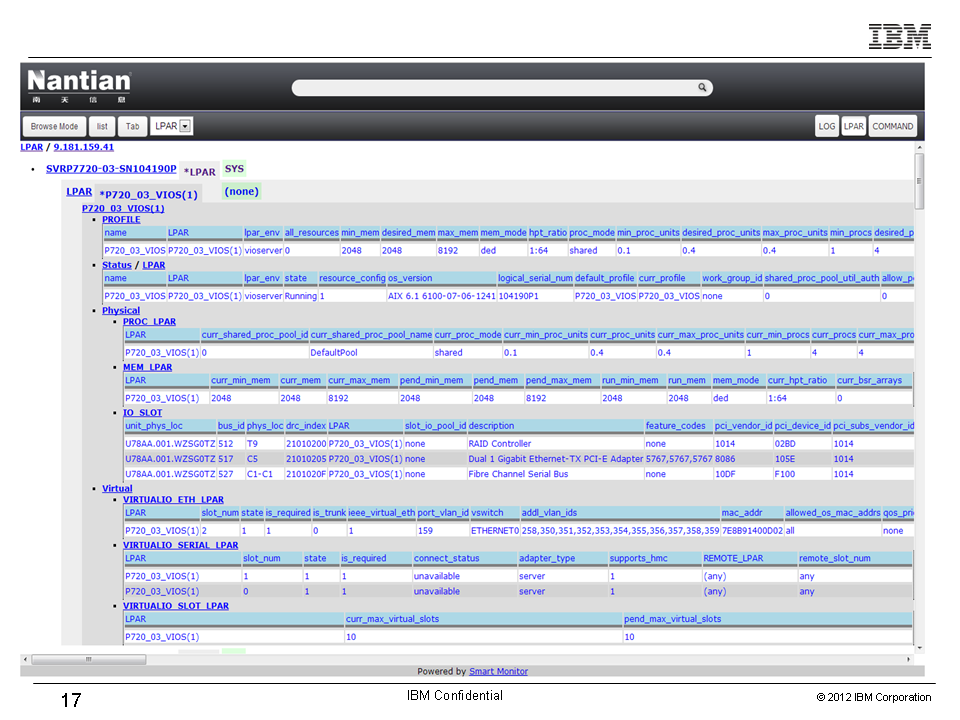 IBM
Nantian
南天信息
Browse Mode list Tab LPAR LOG LPAR COMMAND
LPAR / 9.181.159.41
• SVRP7720-03-SN104190P *LPAR SYS
LPAR *P720_03_VIOS(1) (none)
P720_03_VIOS(1)
PROFILE
name LPAR lpar_env all_resources min_mem desired_mem max_mem mem_mode hpt_ratio proc_mode min_proc_units desired_proc_units max_proc_units min_procs desired_p
P720_03_VIOS P720_03_VIOS(1) vioserver 0 2048 2048 8192 ded 1:64 shared 0.1 0.4 0.4 1 4
Status / LPAR
name LPAR lpar_env state resource_config os_version logical_serial_num default_profile curr_profile work_group_id shared_proc_pool_util_auth allow_pe
P720_03_VIOS P720_03_VIOS(1) vioserver Running 1 AIX 6.1 6100-07-06-1241 104190P1 P720_03_VIOS P720_03_VIOS none 0 0
Physical
PROC_LPAR
LPAR curr_shared_proc_pool_id curr_shared_proc_pool_name curr_proc_mode curr_min_proc_units curr_proc_units curr_max_proc_units curr_min_procs curr_procs curr_max_pro
P720_03_VIOS(1) 0 DefaultPool shared 0.1 0.4 0.4 1 4 4
MEM_LPAR
LPAR curr_min_mem curr_mem curr_max_mem pend_min_mem pend_mem pend_max_mem run_min_mem run_mem mem_mode curr_hpt_ratio curr_bsr_arrays
P720_03_VIOS(1) 2048 2048 8192 2048 2048 8192 2048 2048 ded 1:64 0
IO_SLOT
unit_phys_loc bus_id phys_loc drc_index LPAR slot_io_pool_id description feature_codes pci_vendor_id pci_device_id pci_subs_vendor_id
U78AA.001.WZSG0TZ 512 T9 21010200 P720_03_VIOS(1) none RAID Controller none 1014 02BD 1014
U78AA.001.WZSG0TZ 517 C5 21010205 P720_03_VIOS(1) none Dual 1 Gigabit Ethernet-TX PCI-E Adapter 5767,5767,5767 8086 105E 1014
U78AA.001.WZSG0TZ 527 C1-C1 2101020F P720_03_VIOS(1) none Fibre Channel Serial Bus none 10DF F100 1014
Virtual
VIRTUALIO_ETH_LPAR
LPAR slot_num state is_required is_trunk ieee_virtual_eth port_vlan_id vswitch addl_vlan_ids mac_addr allowed_os_mac_addrs qos_prio
P720_03_VIOS(1) 2 1 1 0 1 159 ETHERNET0 258,350,351,352,353,354,355,356,357,358,359 7E8B91400D02 all none
VIRTUALIO_SERIAL_LPAR
LPAR slot_num state is_required connect_status adapter_type supports_hmc REMOTE_LPAR remote_slot_num
P720_03_VIOS(1) 1 1 1 unavailable server 1 (any) any
P720_03_VIOS(1) 0 1 1 unavailable server 1 (any) any
VIRTUALIO_SLOT_LPAR
LPAR curr_max_virtual_slots pend_max_virtual_slots
P720_03_VIOS(1) 10 10
Powered by Smart Monitor
17 IBM Confidential © 2012 IBM Corporation